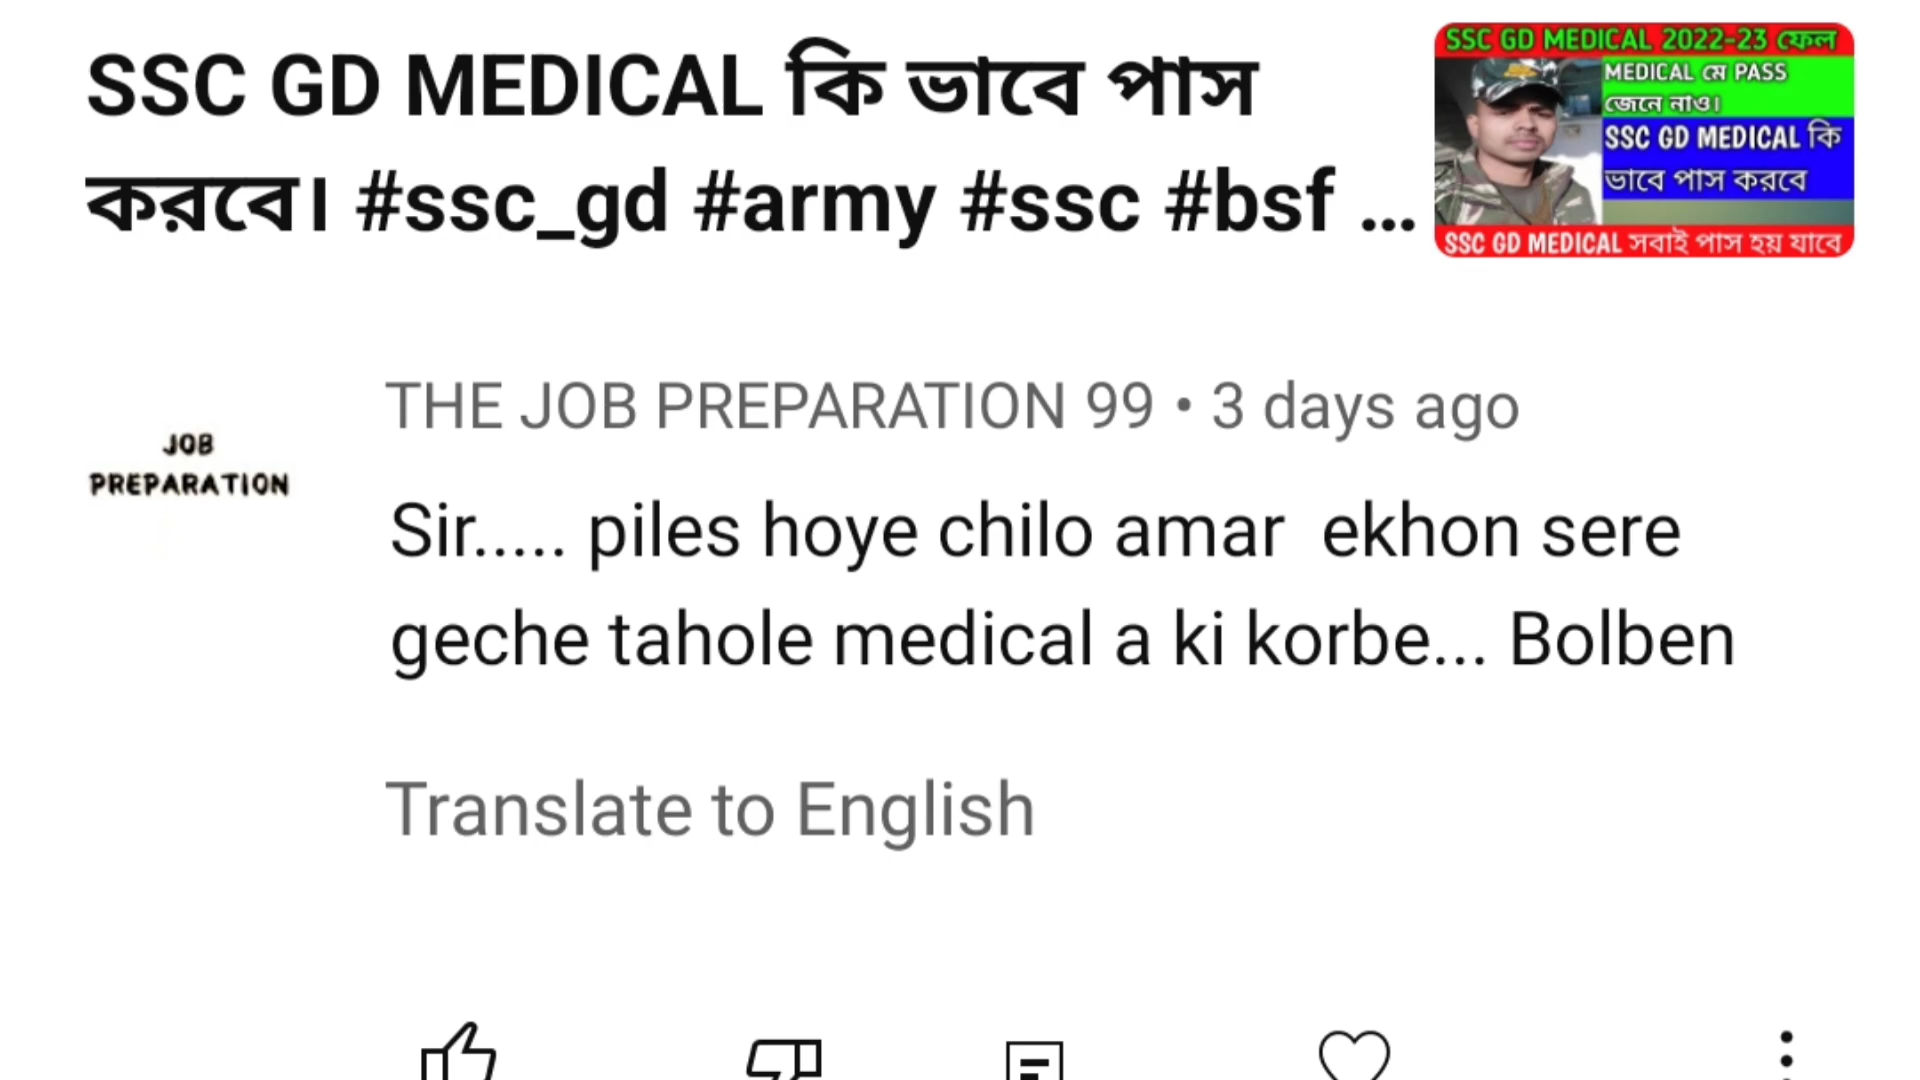 SSC GD MEDICAL কি ভাবে পাস
করবে। #ssc_gd #army #ssc #bsf ...
SSC GD MEDICAL 2022-23 ফেল
MEDICAL মে PASS
জেনে নাও।
SSC GD MEDICAL কি
ভাবে পাস করবে
SSC GD MEDICAL সবাই পাস হয় যাবে
THE JOB PREPARATION 99 • 3 days ago
JOB
PREPARATION
Sir..... piles hoye chilo amar ekhon sere
geche tahole medical a ki korbe... Bolben
Translate to English